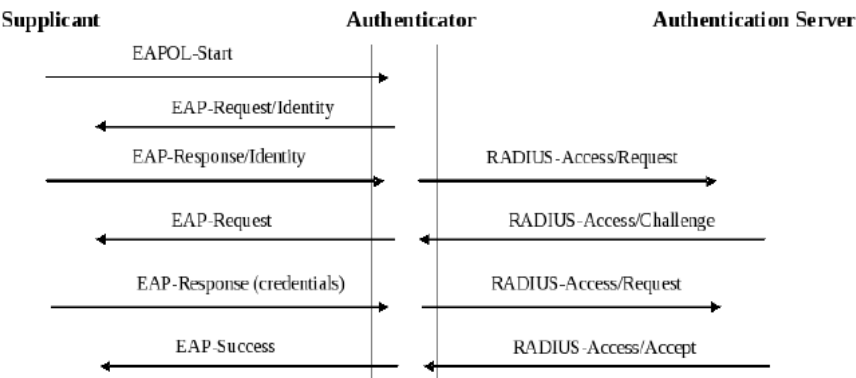 Supplicant Authenticator Authentication Server
EAPOL-Start
EAP-Request/Identity
EAP-Response/Identity RADIUS-Access/Request
EAP-Request RADIUS-Access/Challenge
EAP-Response (credentials) RADIUS-Access/Request
EAP-Success RADIUS-Access/Accept